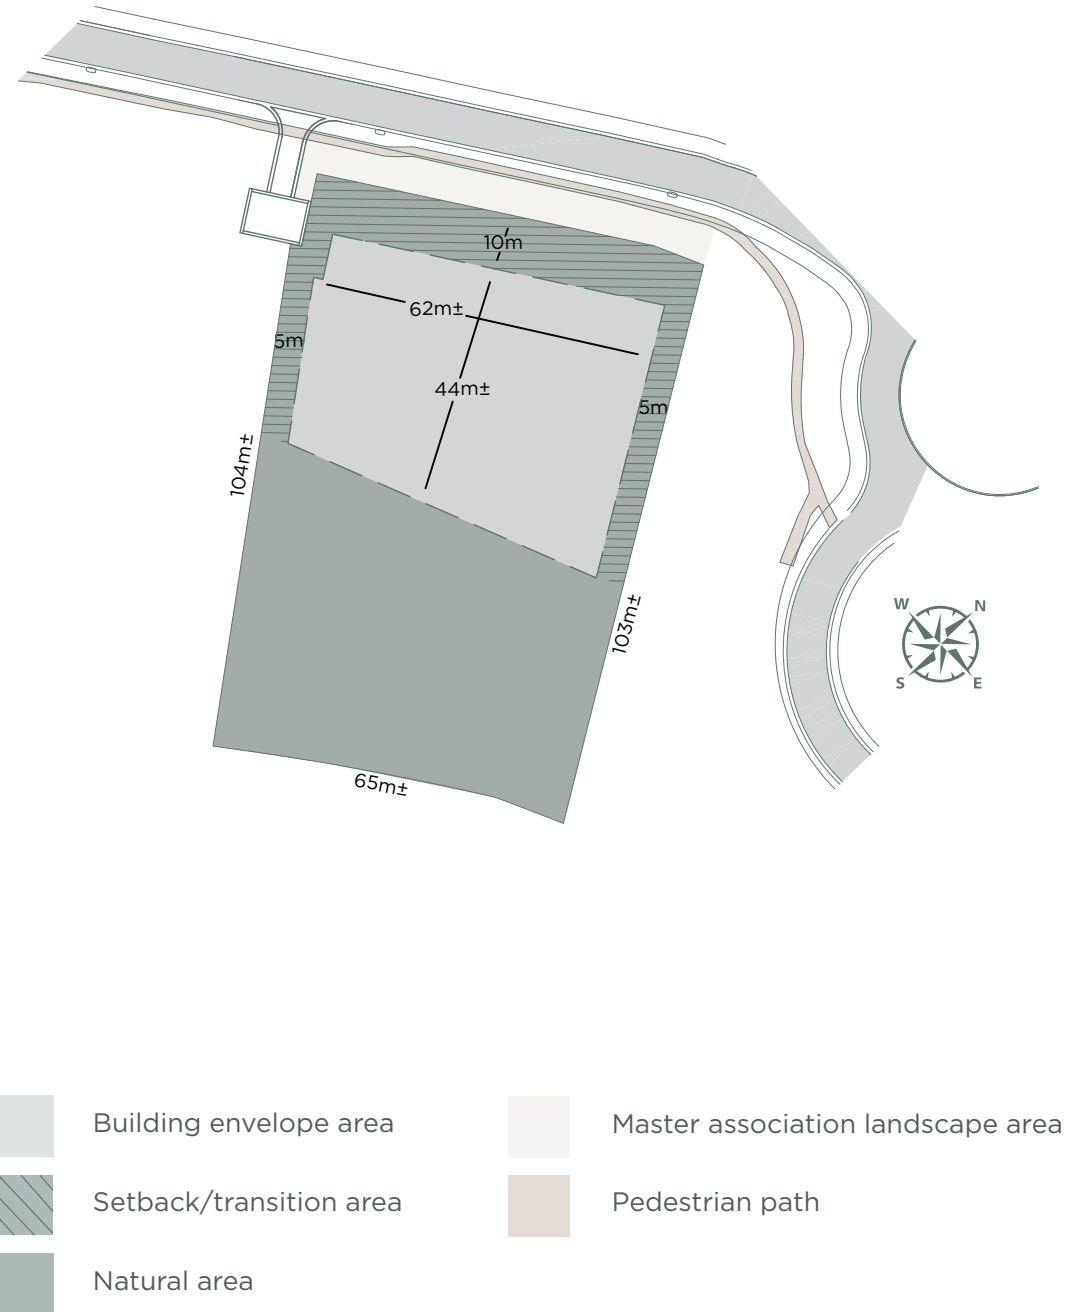 10m
62m±
5m
44m±
5m
104m±
103m±
65m±
W N
S E
Building envelope area
Master association landscape area
Setback/transition area
Pedestrian path
Natural area